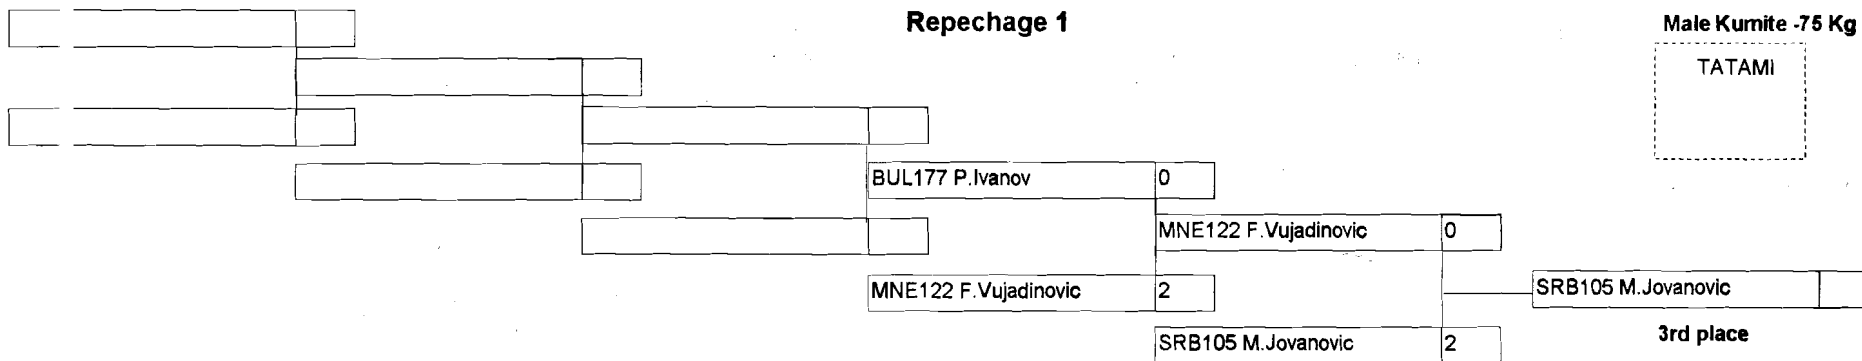 Repechage 1
Male Kumite -75 Kg
TATAMI
BUL177 P.Ivanov 0
MNE122 F.Vujadinovic 0
MNE122 F.Vujadinovic 2
SRB105 M.Jovanovic
3rd place
SRB105 M.Jovanovic 2